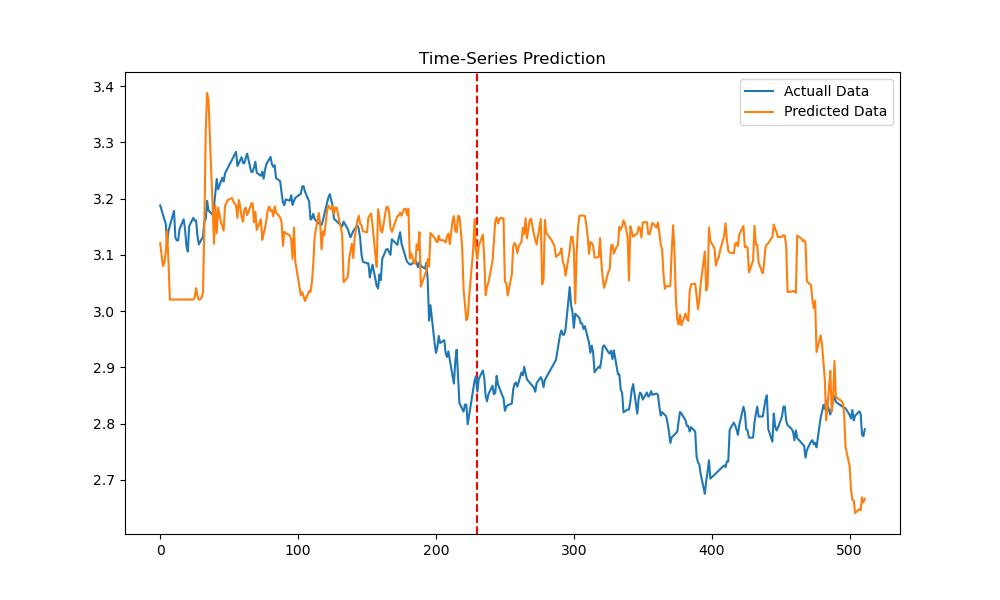 Time-Series Prediction
Actuall Data
Predicted Data
3.4
3.3
3.2
3.1
3.0
2.9
2.8
2.7
0 100 200 300 400 500